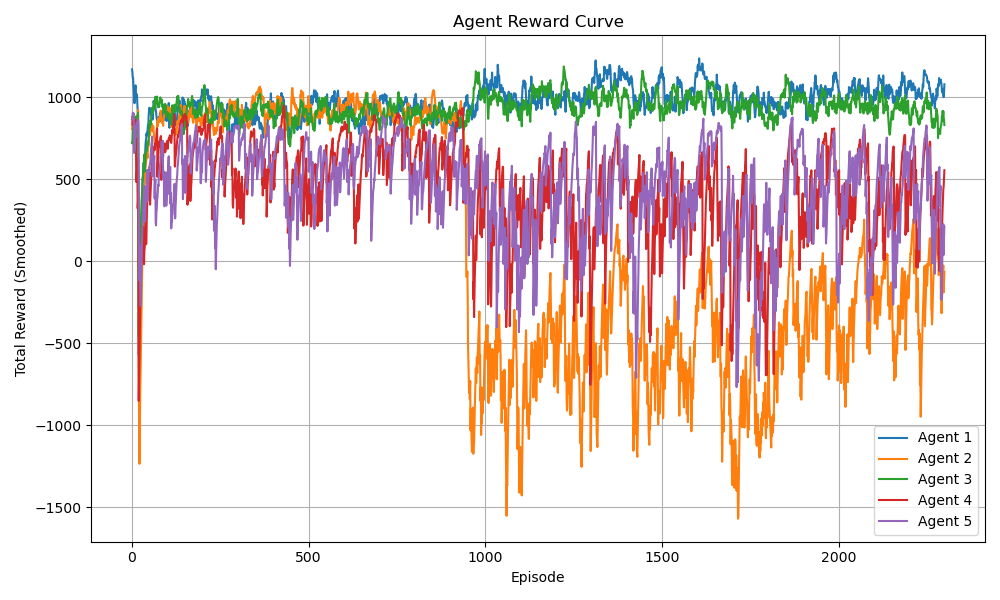 Agent Reward Curve
Total Reward (Smoothed)
1000
500
0
−500
−1000
−1500
0 500 1000 1500 2000
Episode
Agent 1
Agent 2
Agent 3
Agent 4
Agent 5